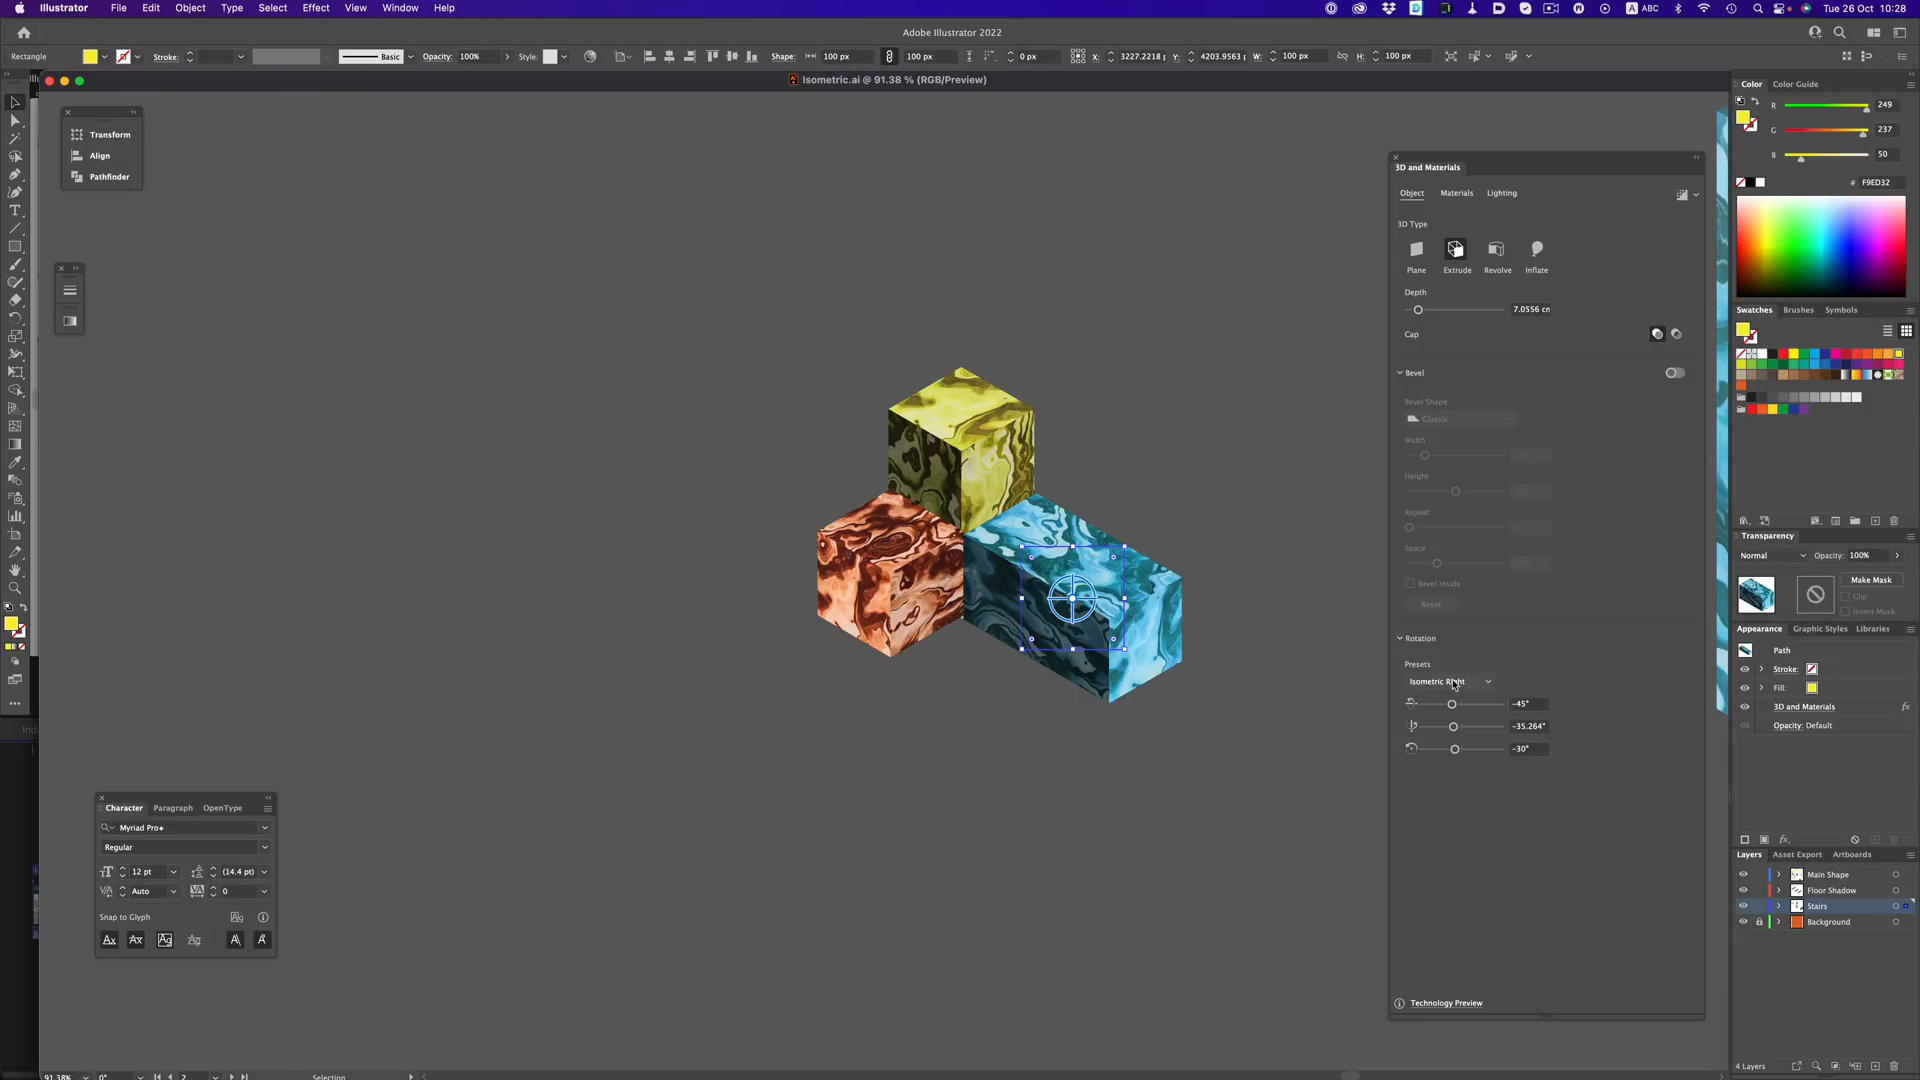 Illustrator File Edit Object Type Select Effect View Window Help
ABC Tue 26 Oct 10:28
Adobe Illustrator 2022
Rectangle Stroke: Basic Opacity: 100% Style: Shape: 100 px 100 px 0 px X: 3227.2218 Y: 4203.9563 W: 100 px H: 100 px
Isometric.ai @ 91.38 % (RGB/Preview)
Transform
Align
Pathfinder
3D and Materials
Object Materials Lighting
3D Type
Plane Extrude Revolve Inflate
Depth
7.0556 cm
Cap
Bevel
Bevel Shape
Classic
Width
Height
Repeat
Space
Bevel Inside
Reset
Rotation
Presets
Isometric Right
-45°
-35.264°
-30°
Technology Preview
Color Color Guide
R 249
G 237
B 50
# F9ED32
Swatches Brushes Symbols
Transparency
Normal Opacity: 100%
Make Mask
Clip
Invert Mask
Appearance Graphic Styles Libraries
Path
Stroke:
Fill:
3D and Materials fx
Opacity: Default
fx
Layers Asset Export Artboards
Main Shape
Floor Shadow
Stairs
Background
4 Layers
Character Paragraph OpenType
Myriad Pro
Regular
12 pt (14.4 pt)
Auto 0
Snap to Glyph
91.38% 0° 2 Selection